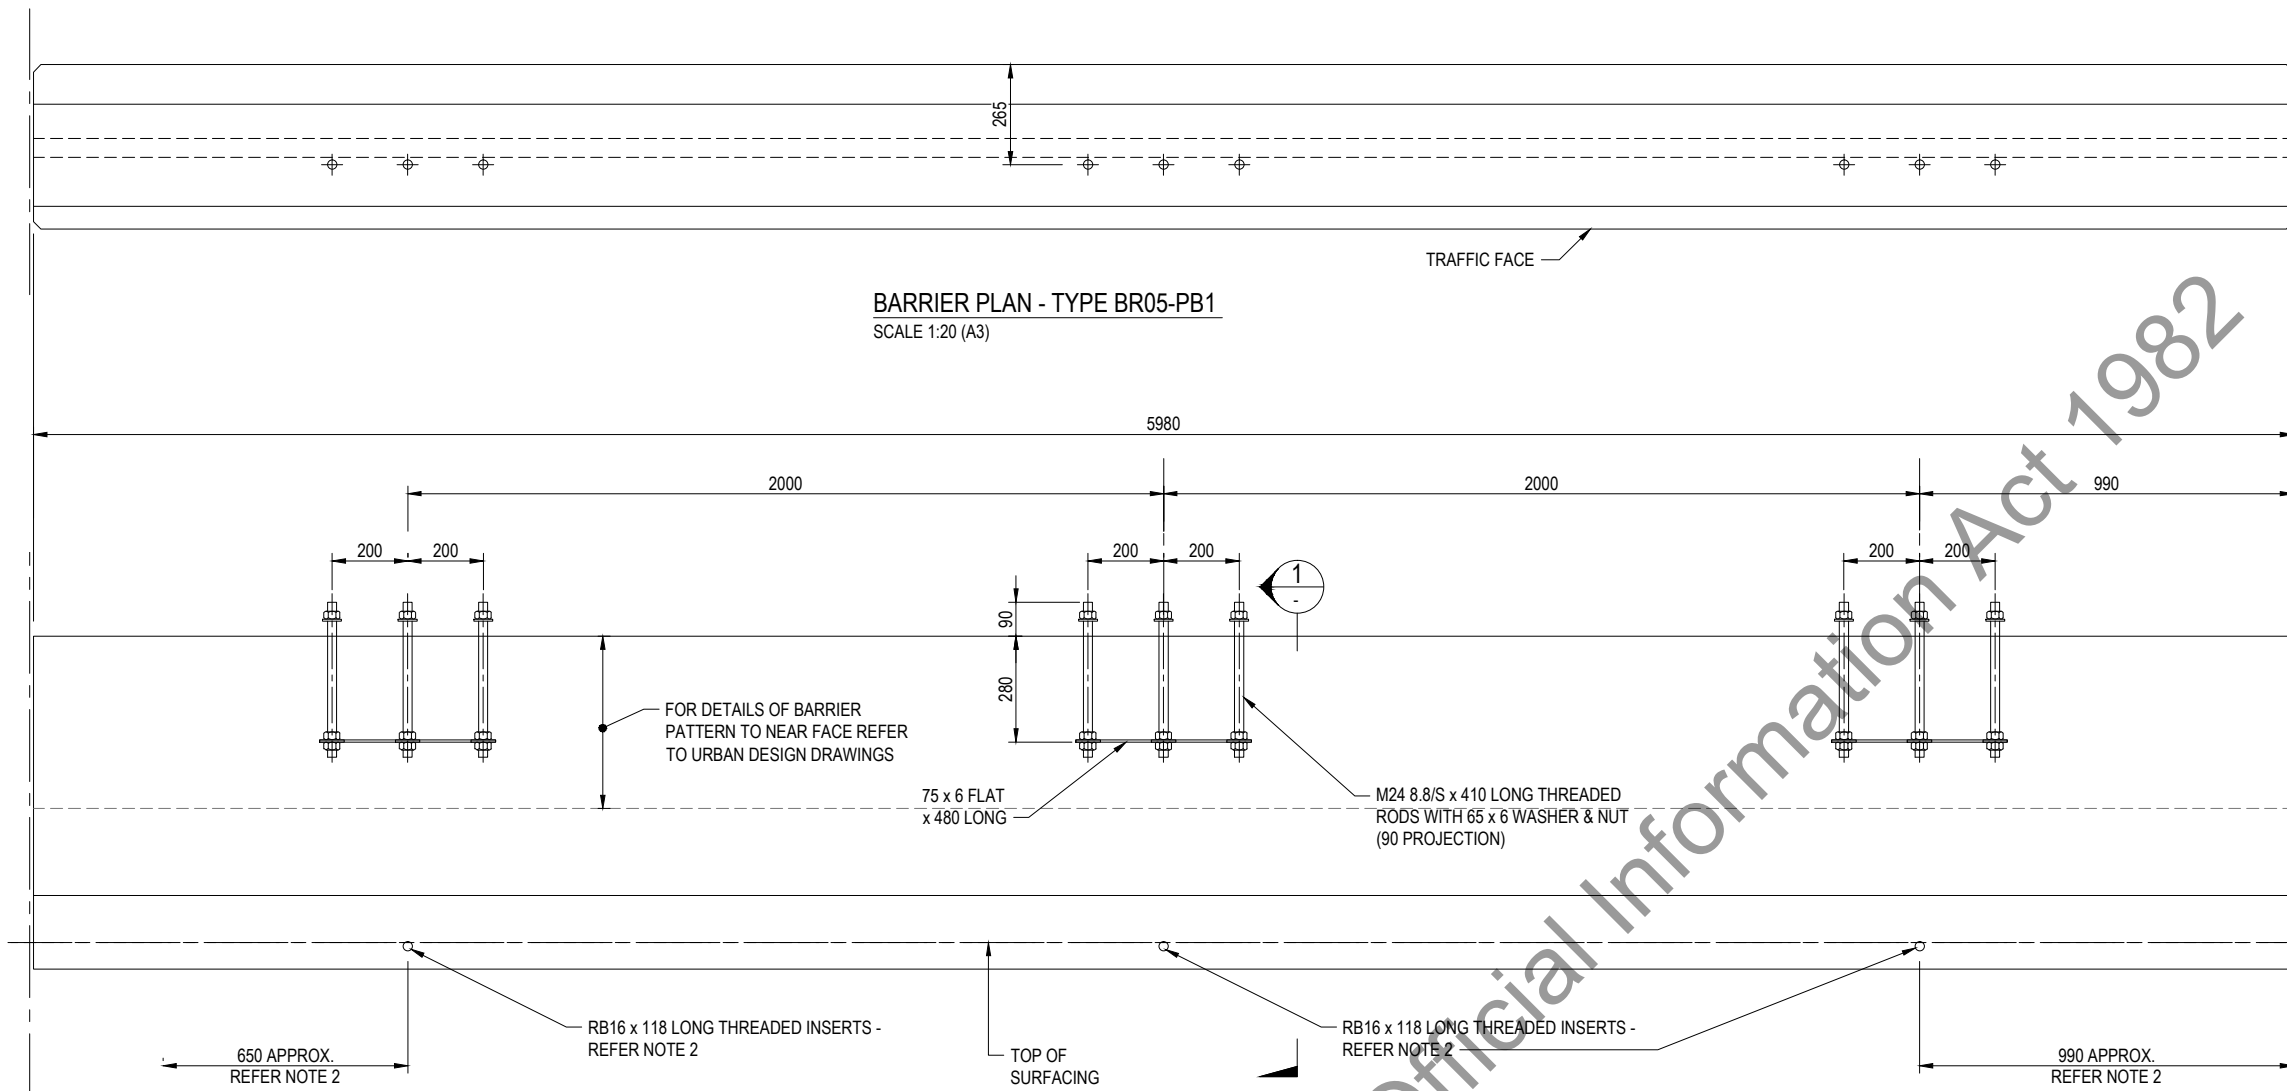 265
TRAFFIC FACE
BARRIER PLAN - TYPE BR05-PB1
SCALE 1:20 (A3)
5980
2000
2000
990
200
200
200
200
200
200
1
-
90
280
FOR DETAILS OF BARRIER
PATTERN TO NEAR FACE REFER
TO URBAN DESIGN DRAWINGS
75 x 6 FLAT
x 480 LONG
M24 8.8/S x 410 LONG THREADED
RODS WITH 65 x 6 WASHER & NUT
(90 PROJECTION)
RB16 x 118 LONG THREADED INSERTS -
REFER NOTE 2
RB16 x 118 LONG THREADED INSERTS -
REFER NOTE 2
650 APPROX.
REFER NOTE 2
TOP OF
SURFACING
990 APPROX.
REFER NOTE 2
Official Information Act 1982